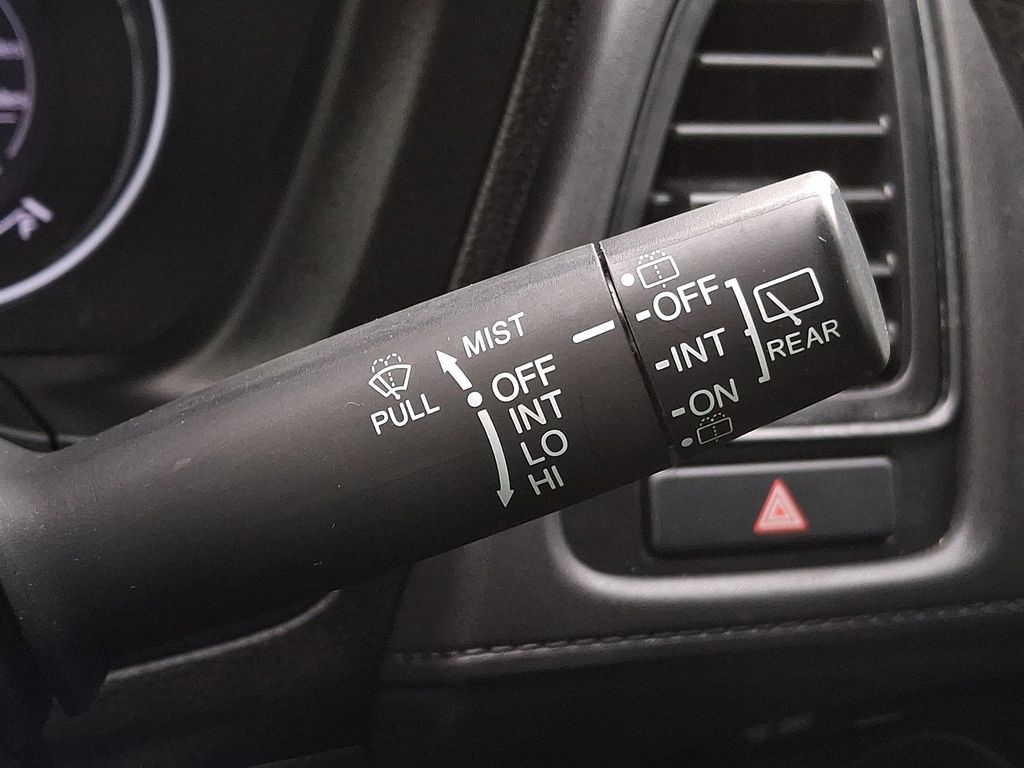 MIST
OFF
INT
LO
HI
PULL
OFF
INT
ON
REAR